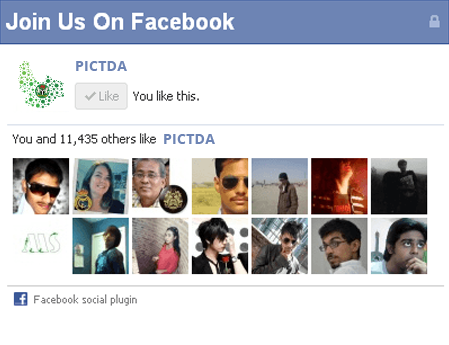 Join Us On Facebook
PICTDA
Like You like this.
You and 11,435 others like PICTDA
Facebook social plugin